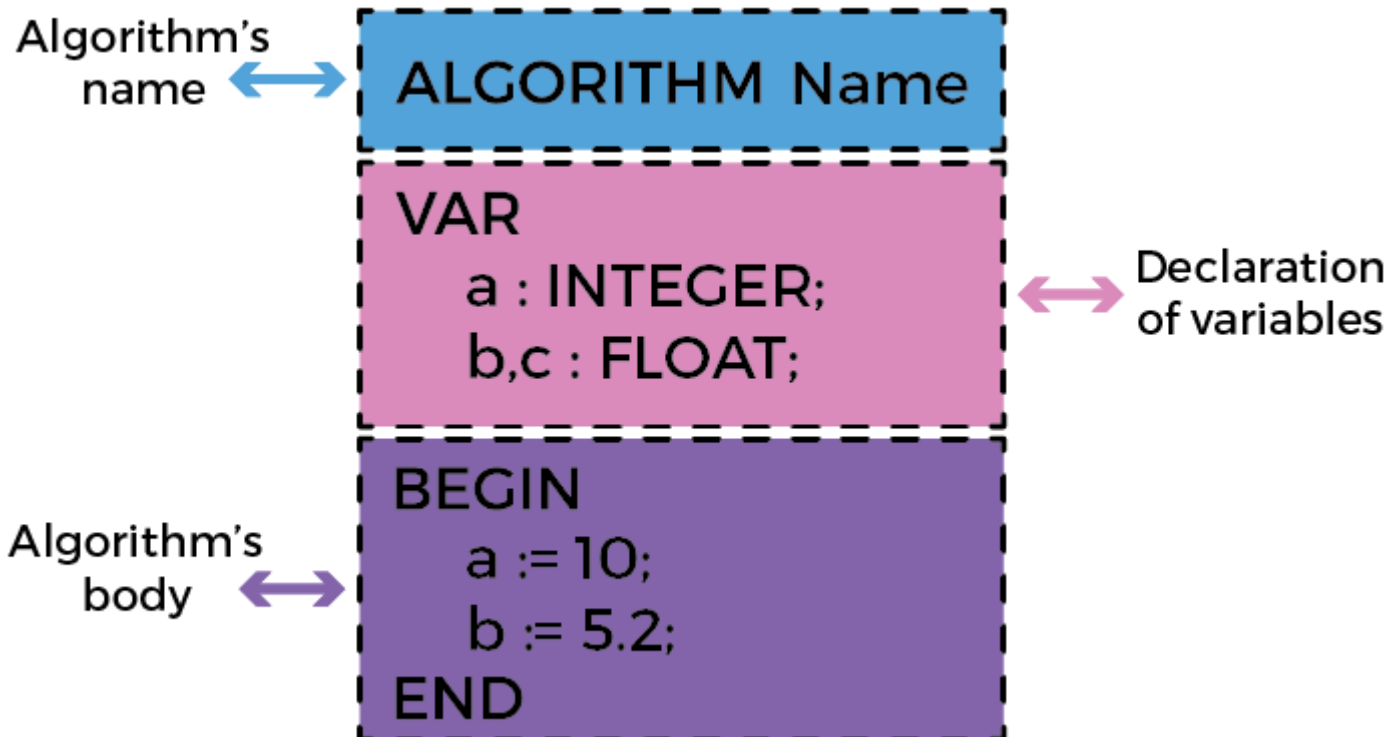 Algorithm's
name
ALGORITHM Name
VAR
a : INTEGER;
b,c : FLOAT;
Declaration
of variables
BEGIN
a := 10;
b := 5.2;
END
Algorithm's
body